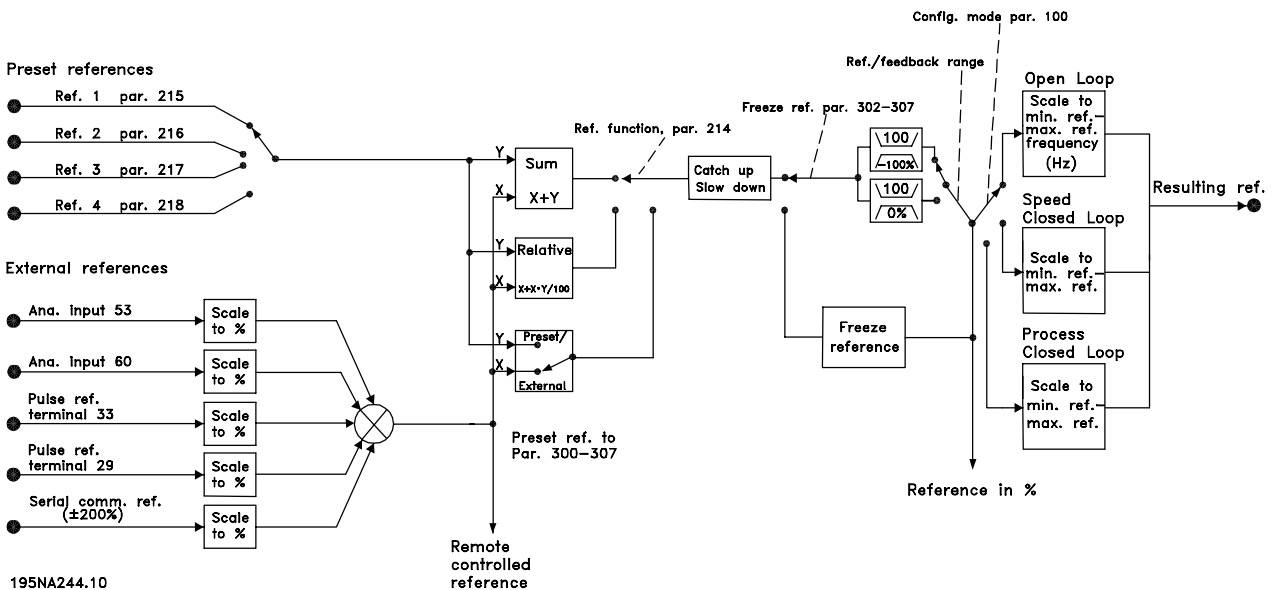 Config. mode par. 100
Ref./feedback range
Preset references
Ref. 1 par. 215
Ref. 2 par. 216
Ref. 3 par. 217
Ref. 4 par. 218
Freeze ref. par. 302-307
Ref. function, par. 214
Y
Sum
X
X+Y
Y
Relative
X
X+X*Y/100
Y
Preset/
X
External
Catch up
Slow down
100
-100%
100
0%
Open Loop
Scale to
min. ref.-
max. ref.
frequency
(Hz)
Resulting ref.
Speed
Closed Loop
Scale to
min. ref.-
max. ref.
Process
Closed Loop
Scale to
min. ref.-
max. ref.
Freeze
reference
Reference in %
External references
Ana. input 53
Scale
to %
Ana. input 60
Scale
to %
Pulse ref.
terminal 33
Scale
to %
Pulse ref.
terminal 29
Scale
to %
Serial comm. ref.
(±200%)
Scale
to %
Preset ref. to
Par. 300-307
Remote
controlled
reference
195NA244.10